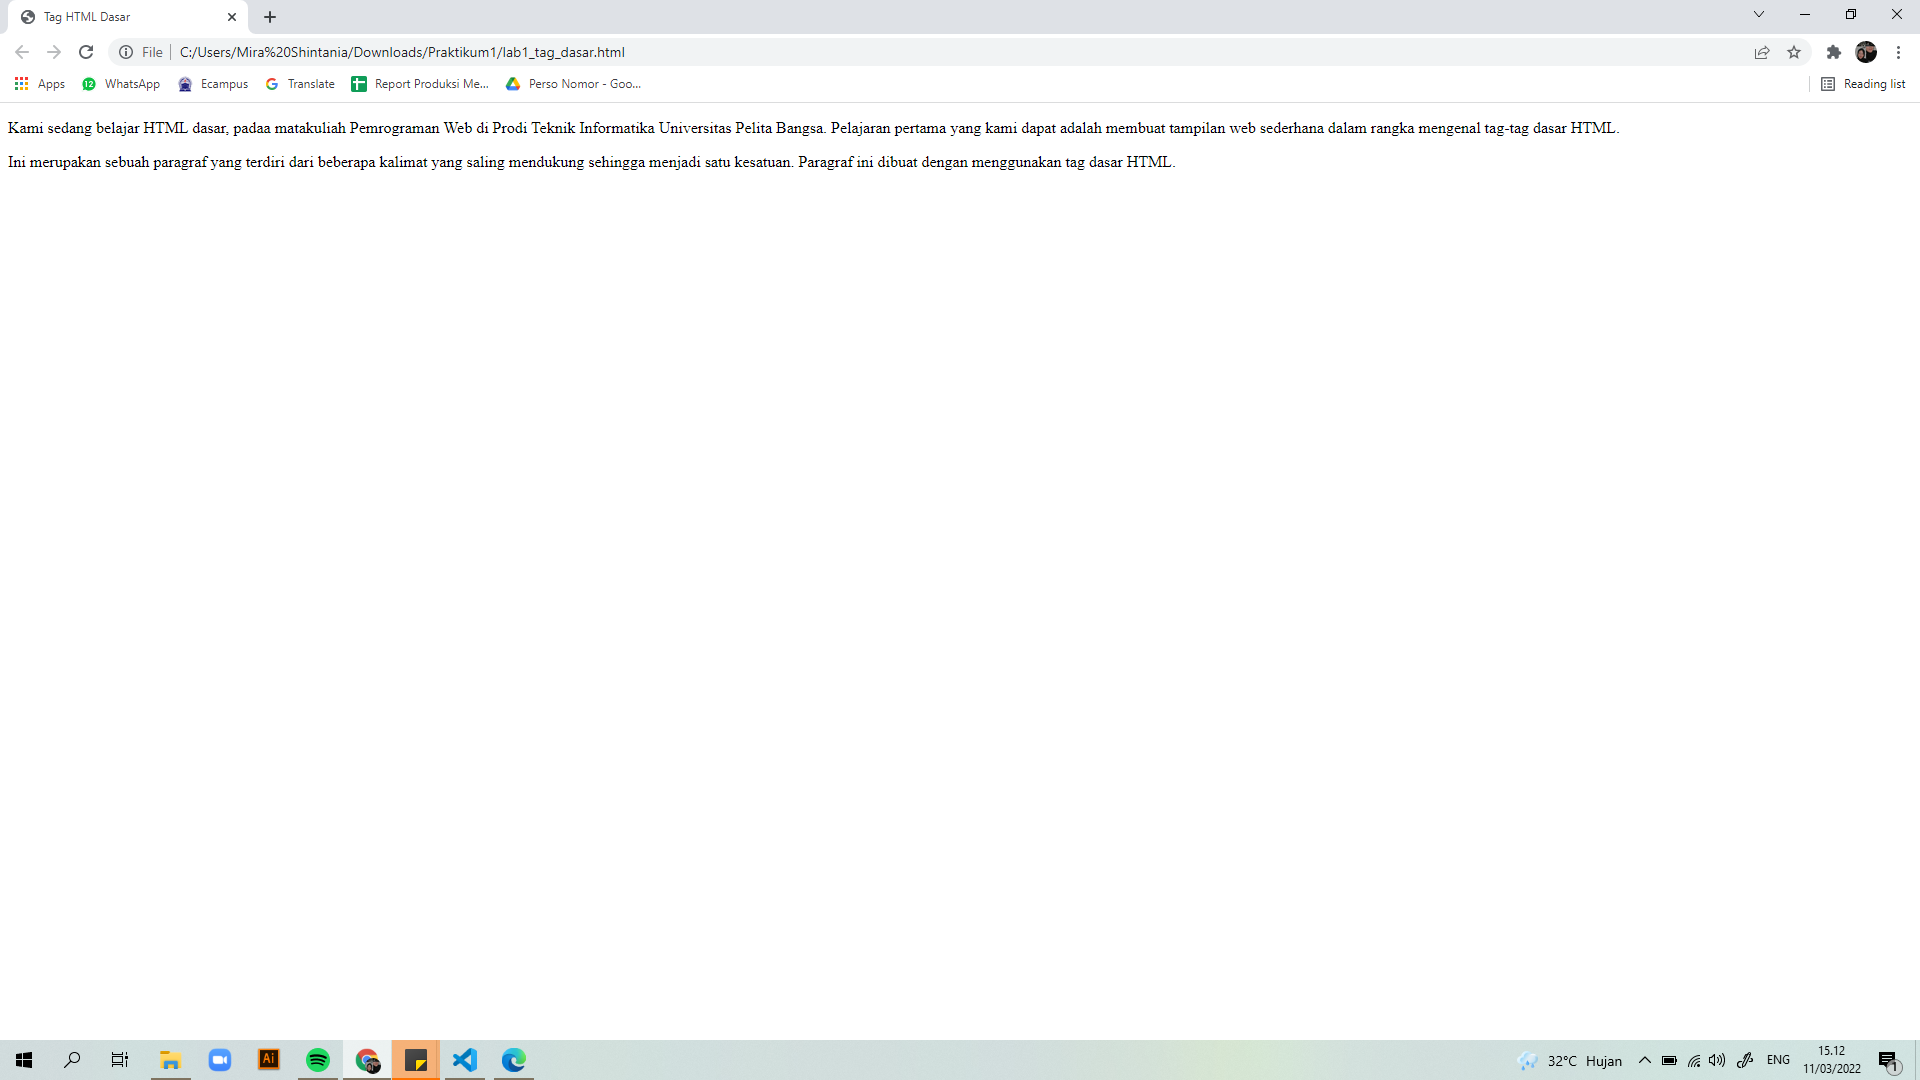 Tag HTML Dasar
File
C:/Users/Mira%20Shintania/Downloads/Praktikum1/lab1_tag_dasar.html
Apps
12
WhatsApp
Ecampus
Translate
Report Produksi Me...
Perso Nomor - Goo...
Reading list
Kami sedang belajar HTML dasar, padaa matakuliah Pemrograman Web di Prodi Teknik Informatika Universitas Pelita Bangsa. Pelajaran pertama yang kami dapat adalah membuat tampilan web sederhana dalam rangka mengenal tag-tag dasar HTML.
Ini merupakan sebuah paragraf yang terdiri dari beberapa kalimat yang saling mendukung sehingga menjadi satu kesatuan. Paragraf ini dibuat dengan menggunakan tag dasar HTML.
Ai
32°C Hujan
ENG
15.12
11/03/2022
1